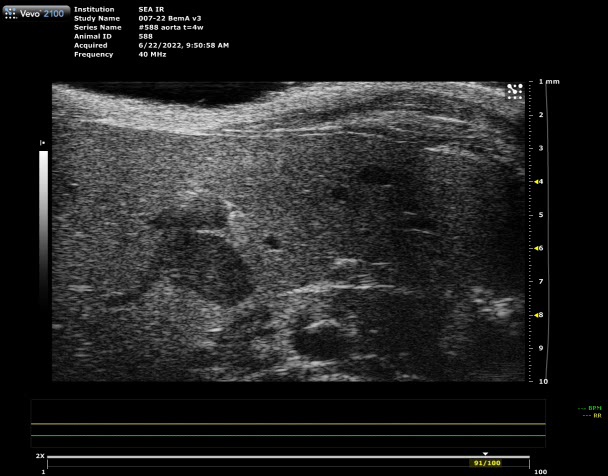 Vevo 2100
Institution SEA IR
Study Name 007-22 BemA v3
Series Name #588 aorta t=4w
Animal ID 588
Acquired 6/22/2022, 9:50:58 AM
Frequency 40 MHz
1 mm
2
3
4
5
6
7
8
9
10
--- BPM
--- RR
2X
91/100
1
100